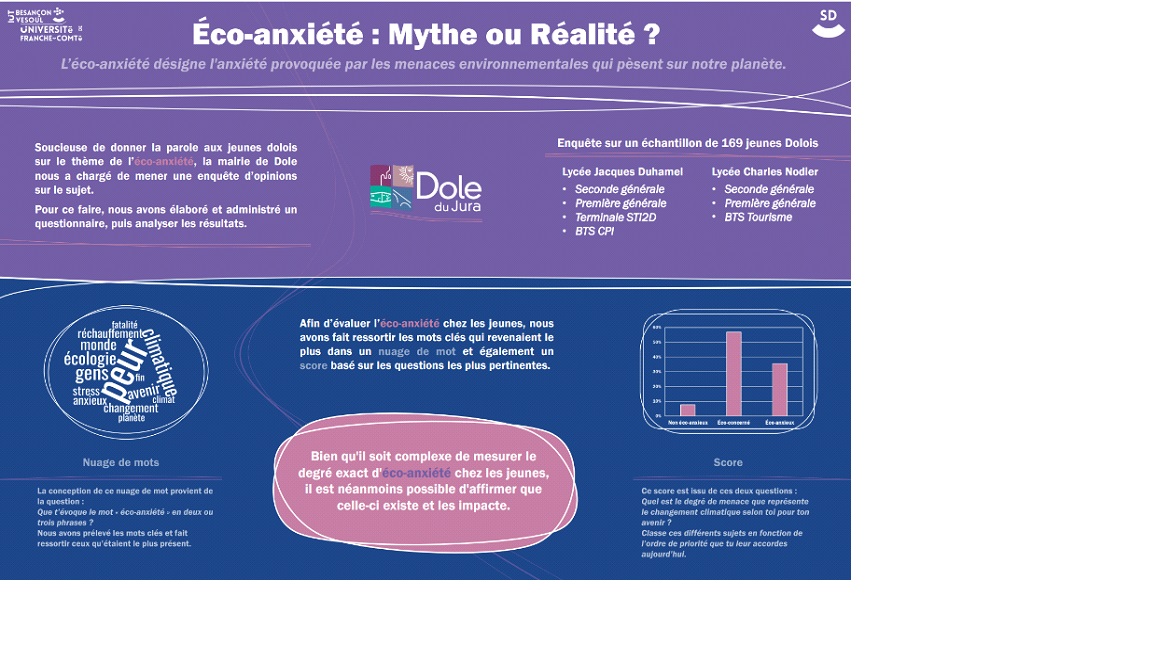 IUT BESANÇON
VESOUL
UNIVERSITÉ DE
FRANCHE-COMTÉ
SD
Éco-anxiété : Mythe ou Réalité ?
L'éco-anxiété désigne l'anxiété provoquée par les menaces environnementales qui pèsent sur notre planète.
Soucieuse de donner la parole aux jeunes dolois
sur le thème de l'éco-anxiété, la mairie de Dole
nous a chargé de mener une enquête d'opinions
sur le sujet.
Pour ce faire, nous avons élaboré et administré un
questionnaire, puis analyser les résultats.
Dole
du Jura
Enquête sur un échantillon de 169 jeunes Dolois
Lycée Jacques Duhamel
• Seconde générale
• Première générale
• Terminale STI2D
• BTS CPI
Lycée Charles Nodier
• Seconde générale
• Première générale
• BTS Tourisme
fatalité
réchauffement
monde
climatique
écologie
peur
gens
fin
stress
avenir
anxieux
climat
changement
planète
Nuage de mots
La conception de ce nuage de mot provient de
la question :
Que t'évoque le mot « éco-anxiété » en deux ou
trois phrases ?
Nous avons prélevé les mots clés et fait
ressortir ceux qu'étaient le plus présent.
Afin d'évaluer l'éco-anxiété chez les jeunes, nous
avons fait ressortir les mots clés qui revenaient le
plus dans un nuage de mot et également un
score basé sur les questions les plus pertinentes.
Bien qu'il soit complexe de mesurer le
degré exact d'éco-anxiété chez les jeunes,
il est néanmoins possible d'affirmer que
celle-ci existe et les impacte.
60%
50%
40%
30%
20%
10%
0%
Non éco-anxieux Éco-concerné Éco-anxieux
Score
Ce score est issu de ces deux questions :
Quel est le degré de menace que représente
le changement climatique selon toi pour ton
avenir ?
Classe ces différents sujets en fonction de
l'ordre de priorité que tu leur accordes
aujourd'hui.